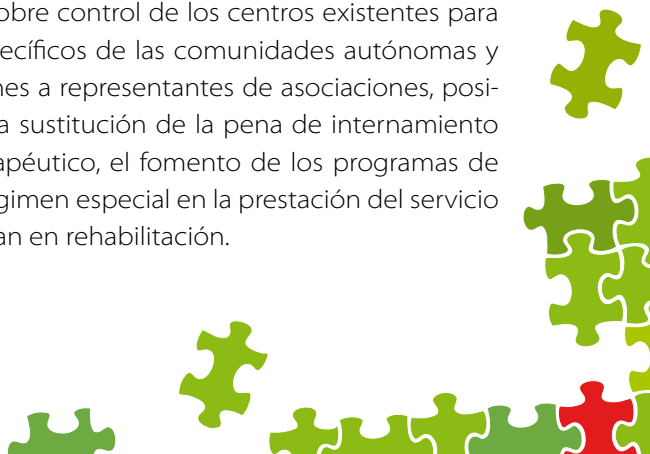 obre control de los centros existentes para
ecíficos de las comunidades autónomas y
nes a representantes de asociaciones, posi-
a sustitución de la pena de internamiento
apéutico, el fomento de los programas de
gimen especial en la prestación del servicio
an en rehabilitación.